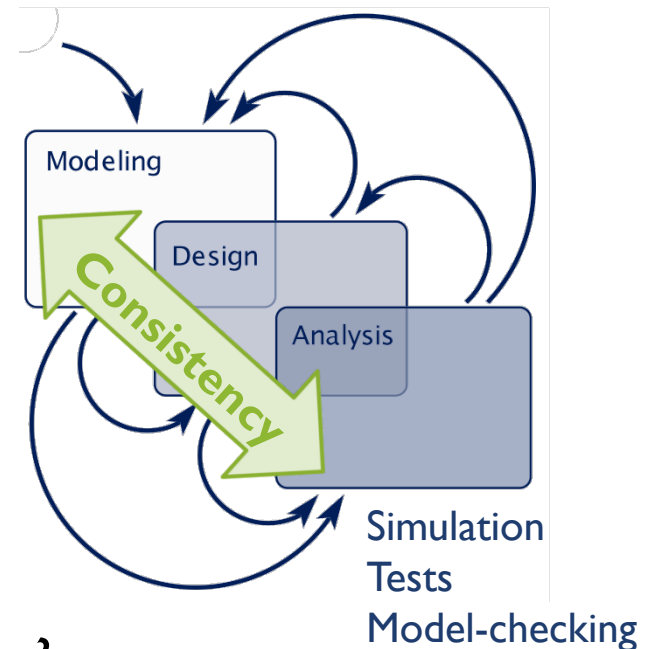 Modeling
Design
Consistency
Analysis
Simulation
Tests
Model-checking